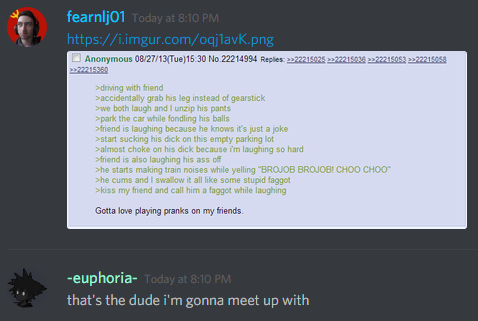 fearnlj01 Today at 8:10 PM
https://i.imgur.com/oqj1avK.png
Anonymous 08/27/13(Tue)15:30 No.22214994 Replies: >>22215025 >>22215036 >>22215053 >>22215058
>>22215360
>driving with friend
>accidentally grab his leg instead of gearstick
>we both laugh and I unzip his pants
>park the car while fondling his balls
>friend is laughing because he knows it's just a joke
>start sucking his dick on this empty parking lot
>almost choke on his dick because i'm laughing so hard
>friend is also laughing his ass off
>he starts making train noises while yelling "BROJOB BROJOB! CHOO CHOO"
>he cums and I swallow it all like some stupid faggot
>kiss my friend and call him a faggot while laughing
Gotta love playing pranks on my friends.
-euphoria- Today at 8:10 PM
that's the dude i'm gonna meet up with